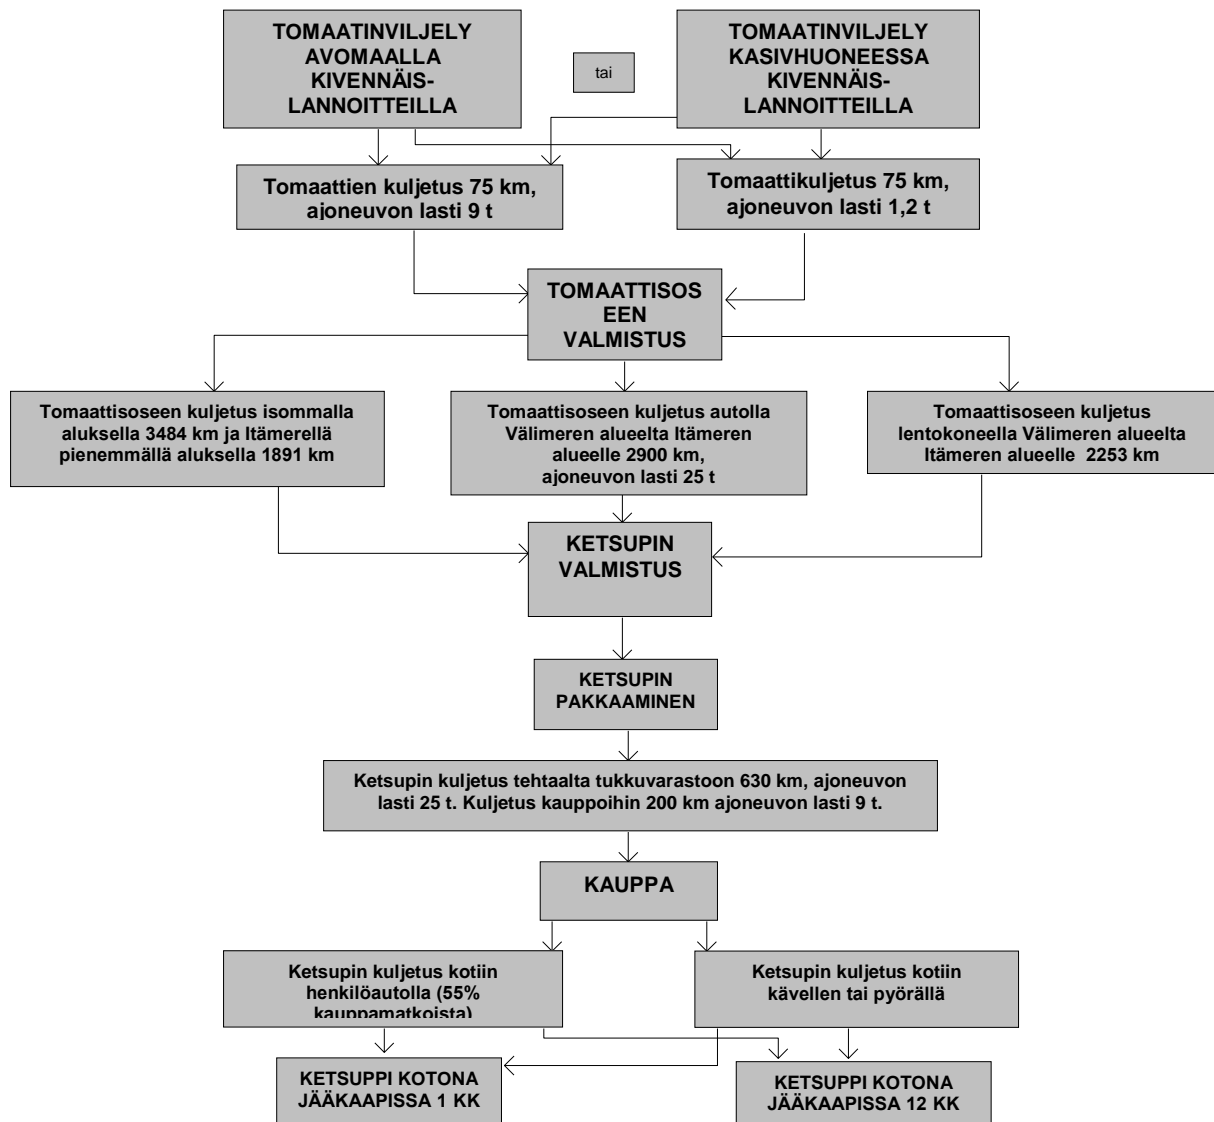 TOMAATINVILJELY
AVOMAALLA
KIVENNÄIS-
LANNOITTEILLA
tai
TOMAATINVILJELY
KASIVHUONEESSA
KIVENNÄIS-
LANNOITTEILLA
Tomaattien kuljetus 75 km,
ajoneuvon lasti 9 t
Tomaattikuljetus 75 km,
ajoneuvon lasti 1,2 t
TOMAATTISOS
EEN
VALMISTUS
Tomaattisoseen kuljetus isommalla
aluksella 3484 km ja Itämerellä
pienemmällä aluksella 1891 km
Tomaattisoseen kuljetus autolla
Välimeren alueelta Itämeren
alueelle 2900 km,
ajoneuvon lasti 25 t
Tomaattisoseen kuljetus
lentokoneella Välimeren alueelta
Itämeren alueelle 2253 km
KETSUPIN
VALMISTUS
KETSUPIN
PAKKAAMINEN
Ketsupin kuljetus tehtaalta tukkuvarastoon 630 km, ajoneuvon
lasti 25 t. Kuljetus kauppoihin 200 km ajoneuvon lasti 9 t.
KAUPPA
Ketsupin kuljetus kotiin
henkilöautolla (55%
kauppamatkoista)
Ketsupin kuljetus kotiin
kävellen tai pyörällä
KETSUPPI KOTONA
JÄÄKAAPISSA 1 KK
KETSUPPI KOTONA
JÄÄKAAPISSA 12 KK